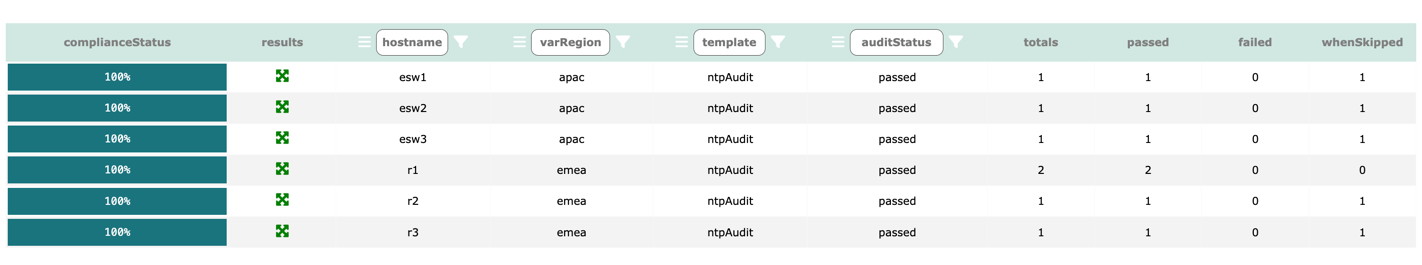 complianceStatus results hostname varRegion template auditStatus totals passed failed whenSkipped
100% esw1 apac ntpAudit passed 1 1 0 1
100% esw2 apac ntpAudit passed 1 1 0 1
100% esw3 apac ntpAudit passed 1 1 0 1
100% r1 emea ntpAudit passed 2 2 0 0
100% r2 emea ntpAudit passed 1 1 0 1
100% r3 emea ntpAudit passed 1 1 0 1